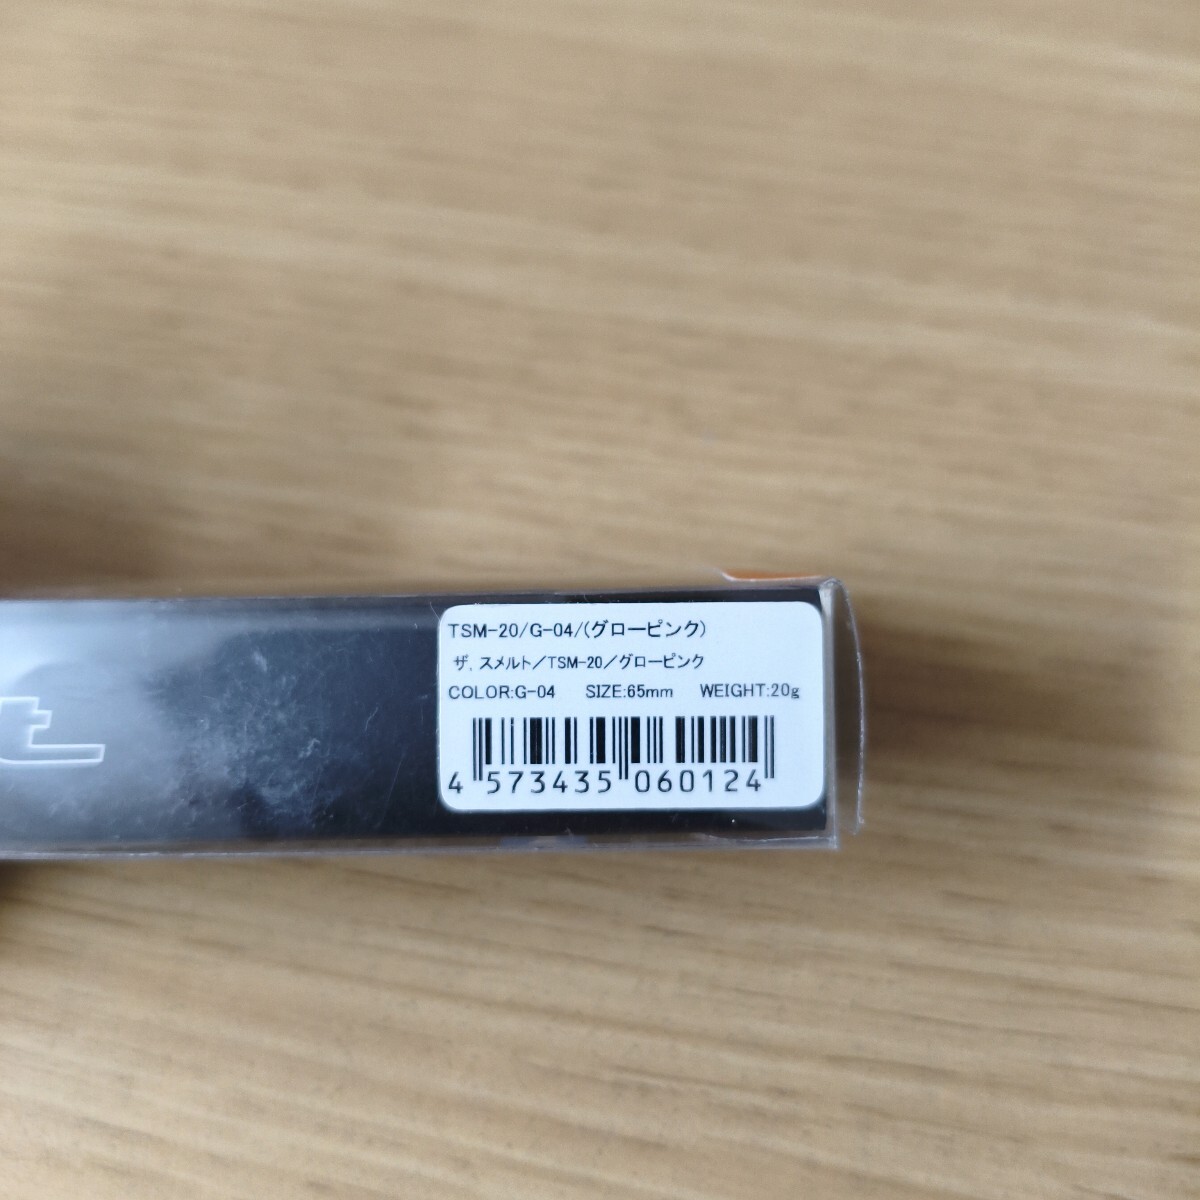 TSM-20/G-04/(グローピンク)
ザ, スメルト／TSM-20／グローピンク
COLOR:G-04 SIZE:65mm WEIGHT:20g
4 573435 060124
t